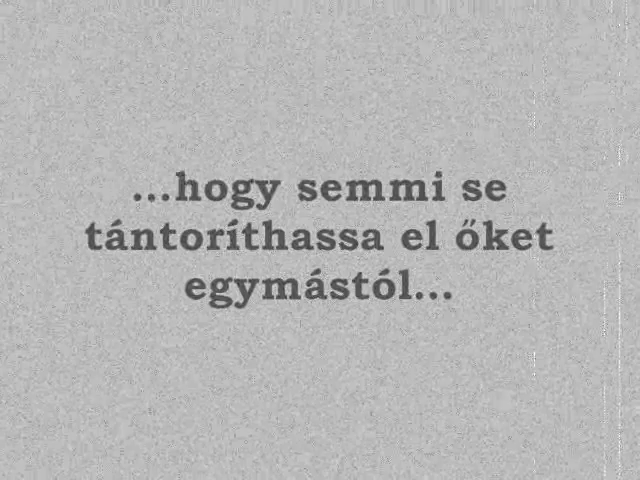 ...hogy semmi se
tántoríthassa el őket
egymástól...